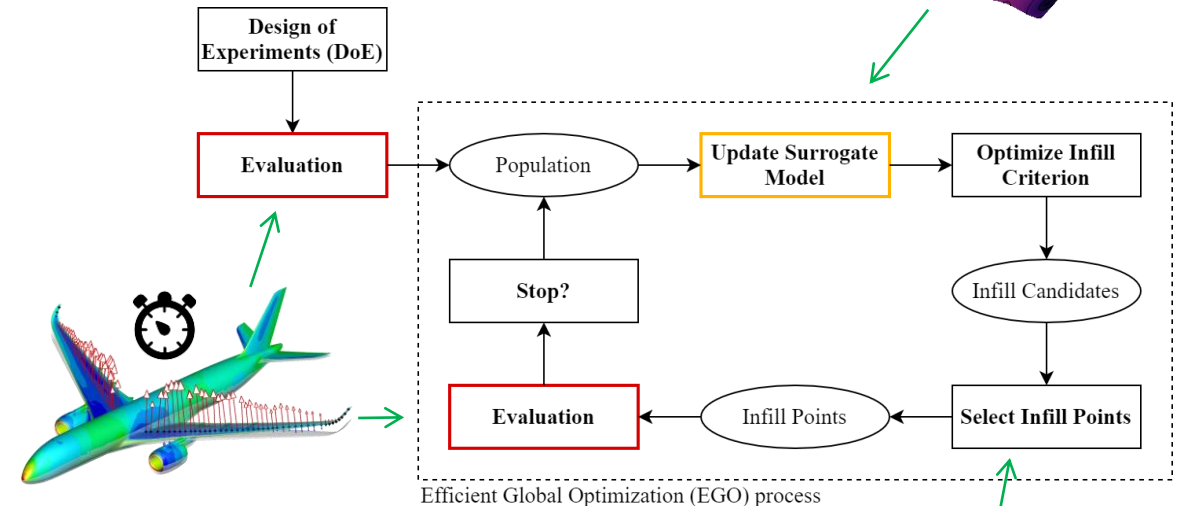 Design of
Experiments (DoE)
Evaluation
Population
Update Surrogate
Model
Optimize Infill
Criterion
Stop?
Infill Candidates
Evaluation
Infill Points
Select Infill Points
Efficient Global Optimization (EGO) process